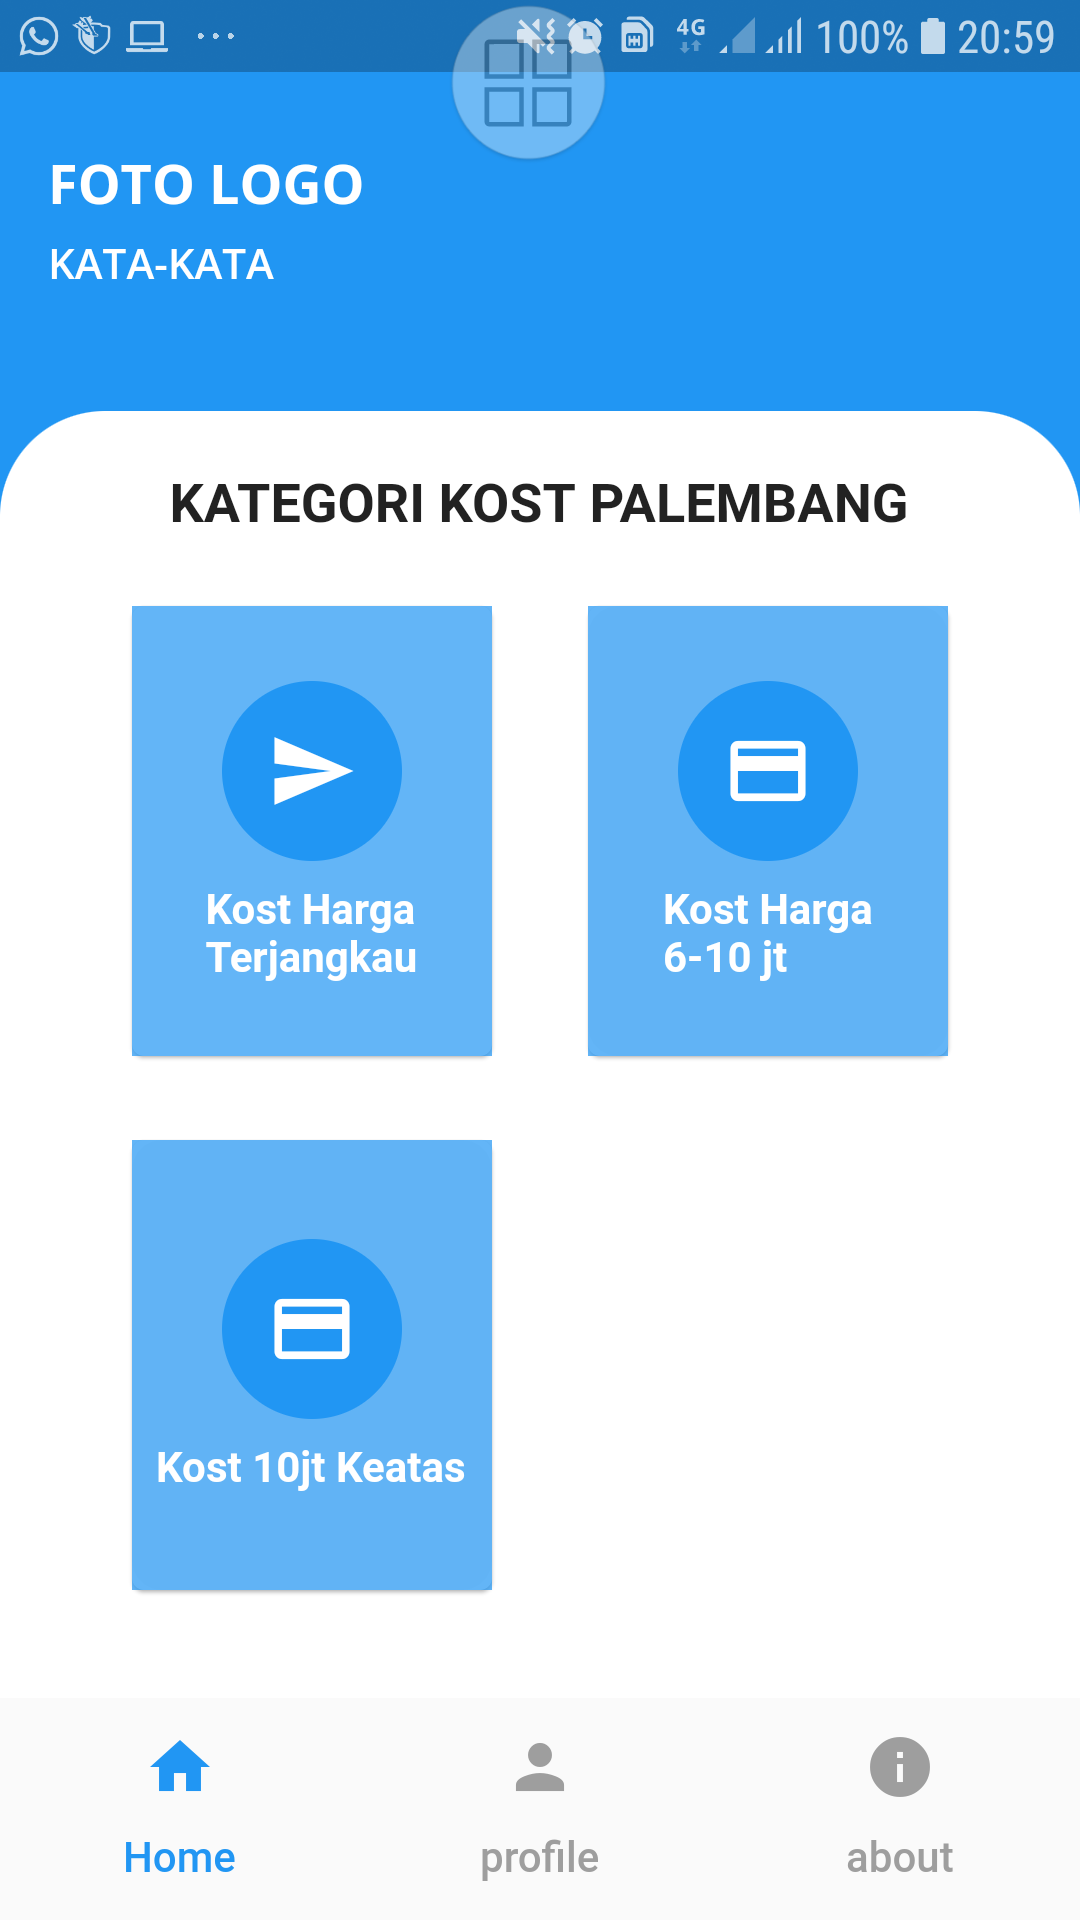 4G 100% 20:59
FOTO LOGO
KATA-KATA
KATEGORI KOST PALEMBANG
Kost Harga
Terjangkau
Kost Harga
6-10 jt
Kost 10jt Keatas
Home profile about